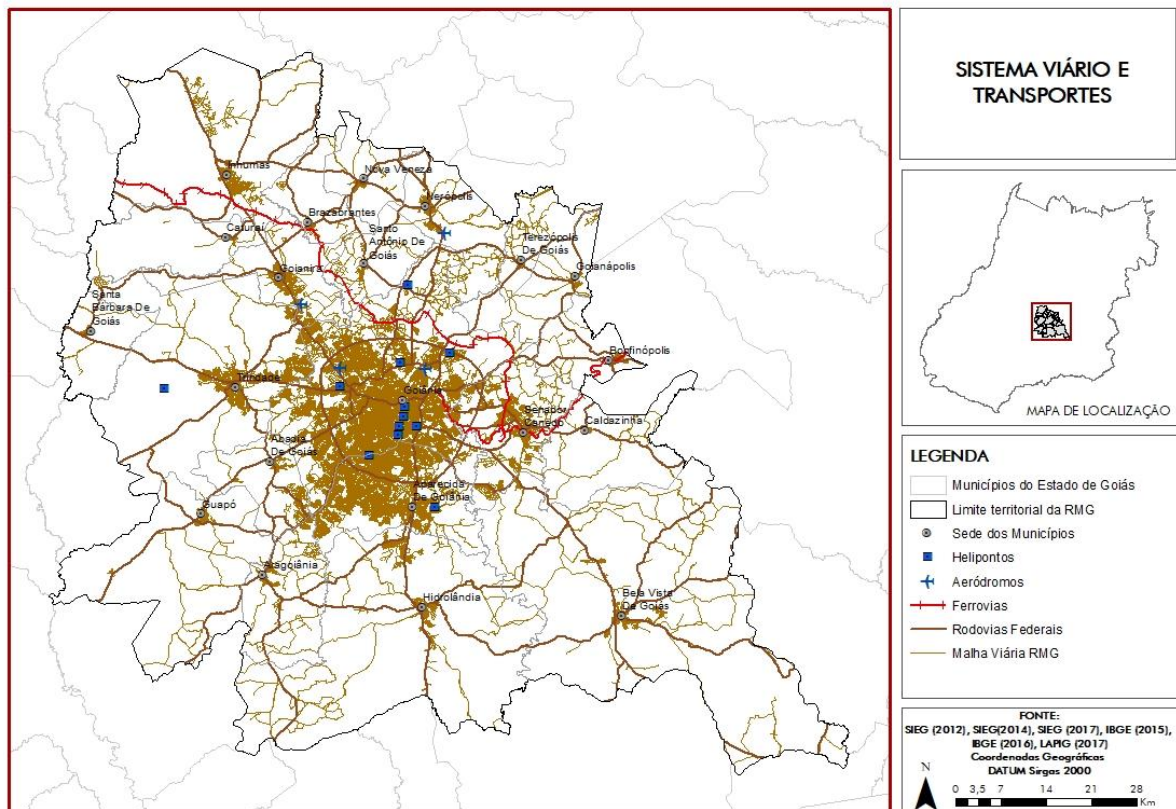 SISTEMA VIÁRIO E
TRANSPORTES
Inhumas
Nova Veneza
Nerópolis
Brazabrantes
Caturaí
Santo
Antônio De
Goiás
Terezópolis
De Goiás
Goianira
Goianápolis
Santa
Bárbara De
Goiás
Bonfinópolis
Trindade
Goiânia
Senador
Canedo
Caldazinha
Abadia
De Goiás
Aparecida
De Goiânia
Guapó
Aragoiânia
Hidrolândia
Bela Vista
De Goiás
MAPA DE LOCALIZAÇÃO
LEGENDA
Municípios do Estado de Goiás
Limite territorial da RMG
Sede dos Municípios
Helipontos
Aeródromos
Ferrovias
Rodovias Federais
Malha Viária RMG
FONTE:
SIEG (2012), SIEG(2014), SIEG (2017), IBGE (2015),
IBGE (2016), LAPIG (2017)
Coordenadas Geográficas
DATUM Sirgas 2000
N
0 3,5 7 14 21 28
Km